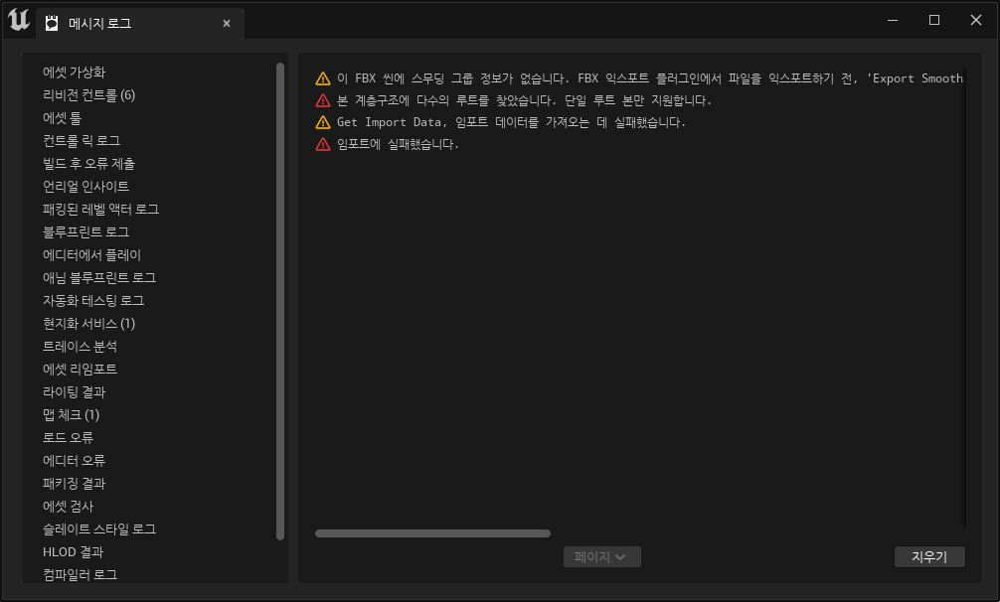 메시지 로그
에셋 가상화
리비전 컨트롤 (6)
에셋 툴
컨트롤 릭 로그
빌드 후 오류 제출
언리얼 인사이트
패킹된 레벨 액터 로그
블루프린트 로그
에디터에서 플레이
애님 블루프린트 로그
자동화 테스팅 로그
현지화 서비스 (1)
트레이스 분석
에셋 리임포트
라이팅 결과
맵 체크 (1)
로드 오류
에디터 오류
패키징 결과
에셋 검사
슬레이트 스타일 로그
HLOD 결과
컴파일러 로그
이 FBX 씬에 스무딩 그룹 정보가 없습니다. FBX 익스포트 플러그인에서 파일을 익스포트하기 전, 'Export Smooth
본 계층구조에 다수의 루트를 찾았습니다. 단일 루트 본만 지원합니다.
Get Import Data, 임포트 데이터를 가져오는 데 실패했습니다.
임포트에 실패했습니다.
페이지
지우기